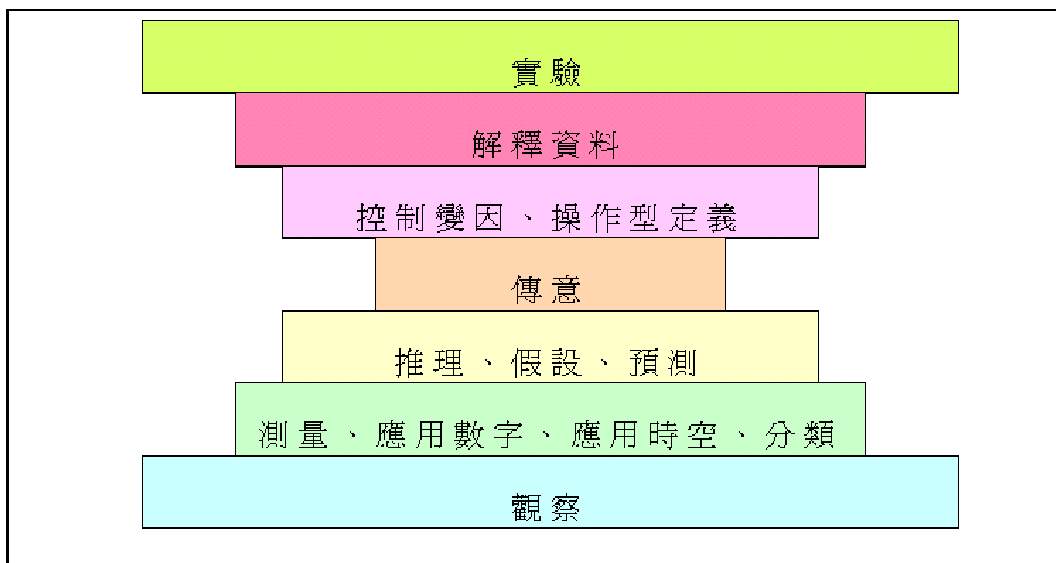 實驗
解釋資料
控制變因、操作型定義
傳意
推理、假設、預測
測量、應用數字、應用時空、分類
觀察